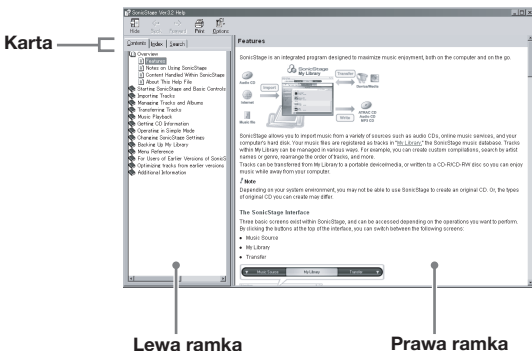 SonicStage Ver3.2 Help
Hide Back Forward Print Options
Karta
Contents Index Search
Overview
Features
Notes on Using SonicStage
Content Handled Within SonicStage
About This Help File
Starting SonicStage and Basic Controls
Importing Tracks
Managing Tracks and Albums
Transferring Tracks
Music Playback
Getting CD Information
Operating in Simple Mode
Changing SonicStage Settings
Backing Up My Library
Menu Reference
For Users of Earlier Versions of SonicS
Optimizing tracks from earlier versions
Additional Information
Features
SonicStage is an integrated program designed to maximize music enjoyment, both on the computer and on the go.
SonicStage
My Library
Audio CD
Import
Transfer
Device/Media
Internet
Music file
Write
ATRAC CD
Audio CD
MP3 CD
SonicStage allows you to import music from a variety of sources such as audio CDs, online music services, and your
computer's hard disk. Your music files are registered as tracks in "My Library," the SonicStage music database. Tracks
within My Library can be managed in various ways. For example, you can create custom compilations, search by artist
names or genre, rearrange the order of tracks, and more.
Tracks can be transferred from My Library to a portable device/media, or written to a CD-R/CD-RW disc so you can enjoy
music while away from your computer.
Note
Depending on your system environment, you may not be able to use SonicStage to create an original CD. Or, the types
of original CD you can create may differ.
The SonicStage Interface
Three basic screens exist within SonicStage, and can be accessed depending on the operations you want to perform.
By clicking the buttons at the top of the interface, you can switch between the following screens:
• Music Source
• My Library
• Transfer
Music Source My Library Transfer
Lewa ramka
Prawa ramka